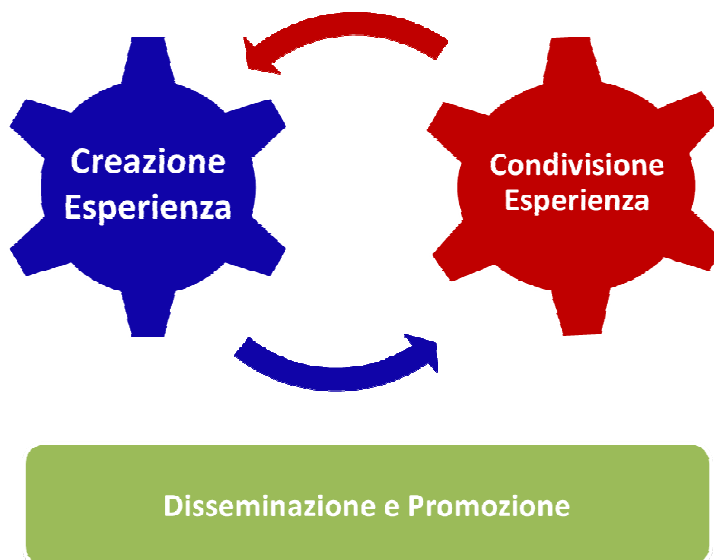 Creazione
Esperienza
Condivisione
Esperienza
Disseminazione e Promozione